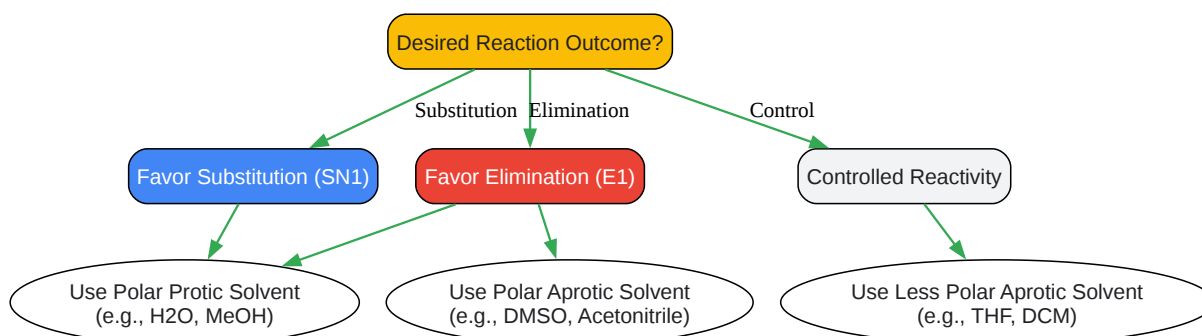 Desired Reaction Outcome?
Substitution
Elimination
Control
Favor Substitution (SN1)
Favor Elimination (E1)
Controlled Reactivity
Use Polar Protic Solvent
(e.g., H2O, MeOH)
Use Polar Aprotic Solvent
(e.g., DMSO, Acetonitrile)
Use Less Polar Aprotic Solvent
(e.g., THF, DCM)